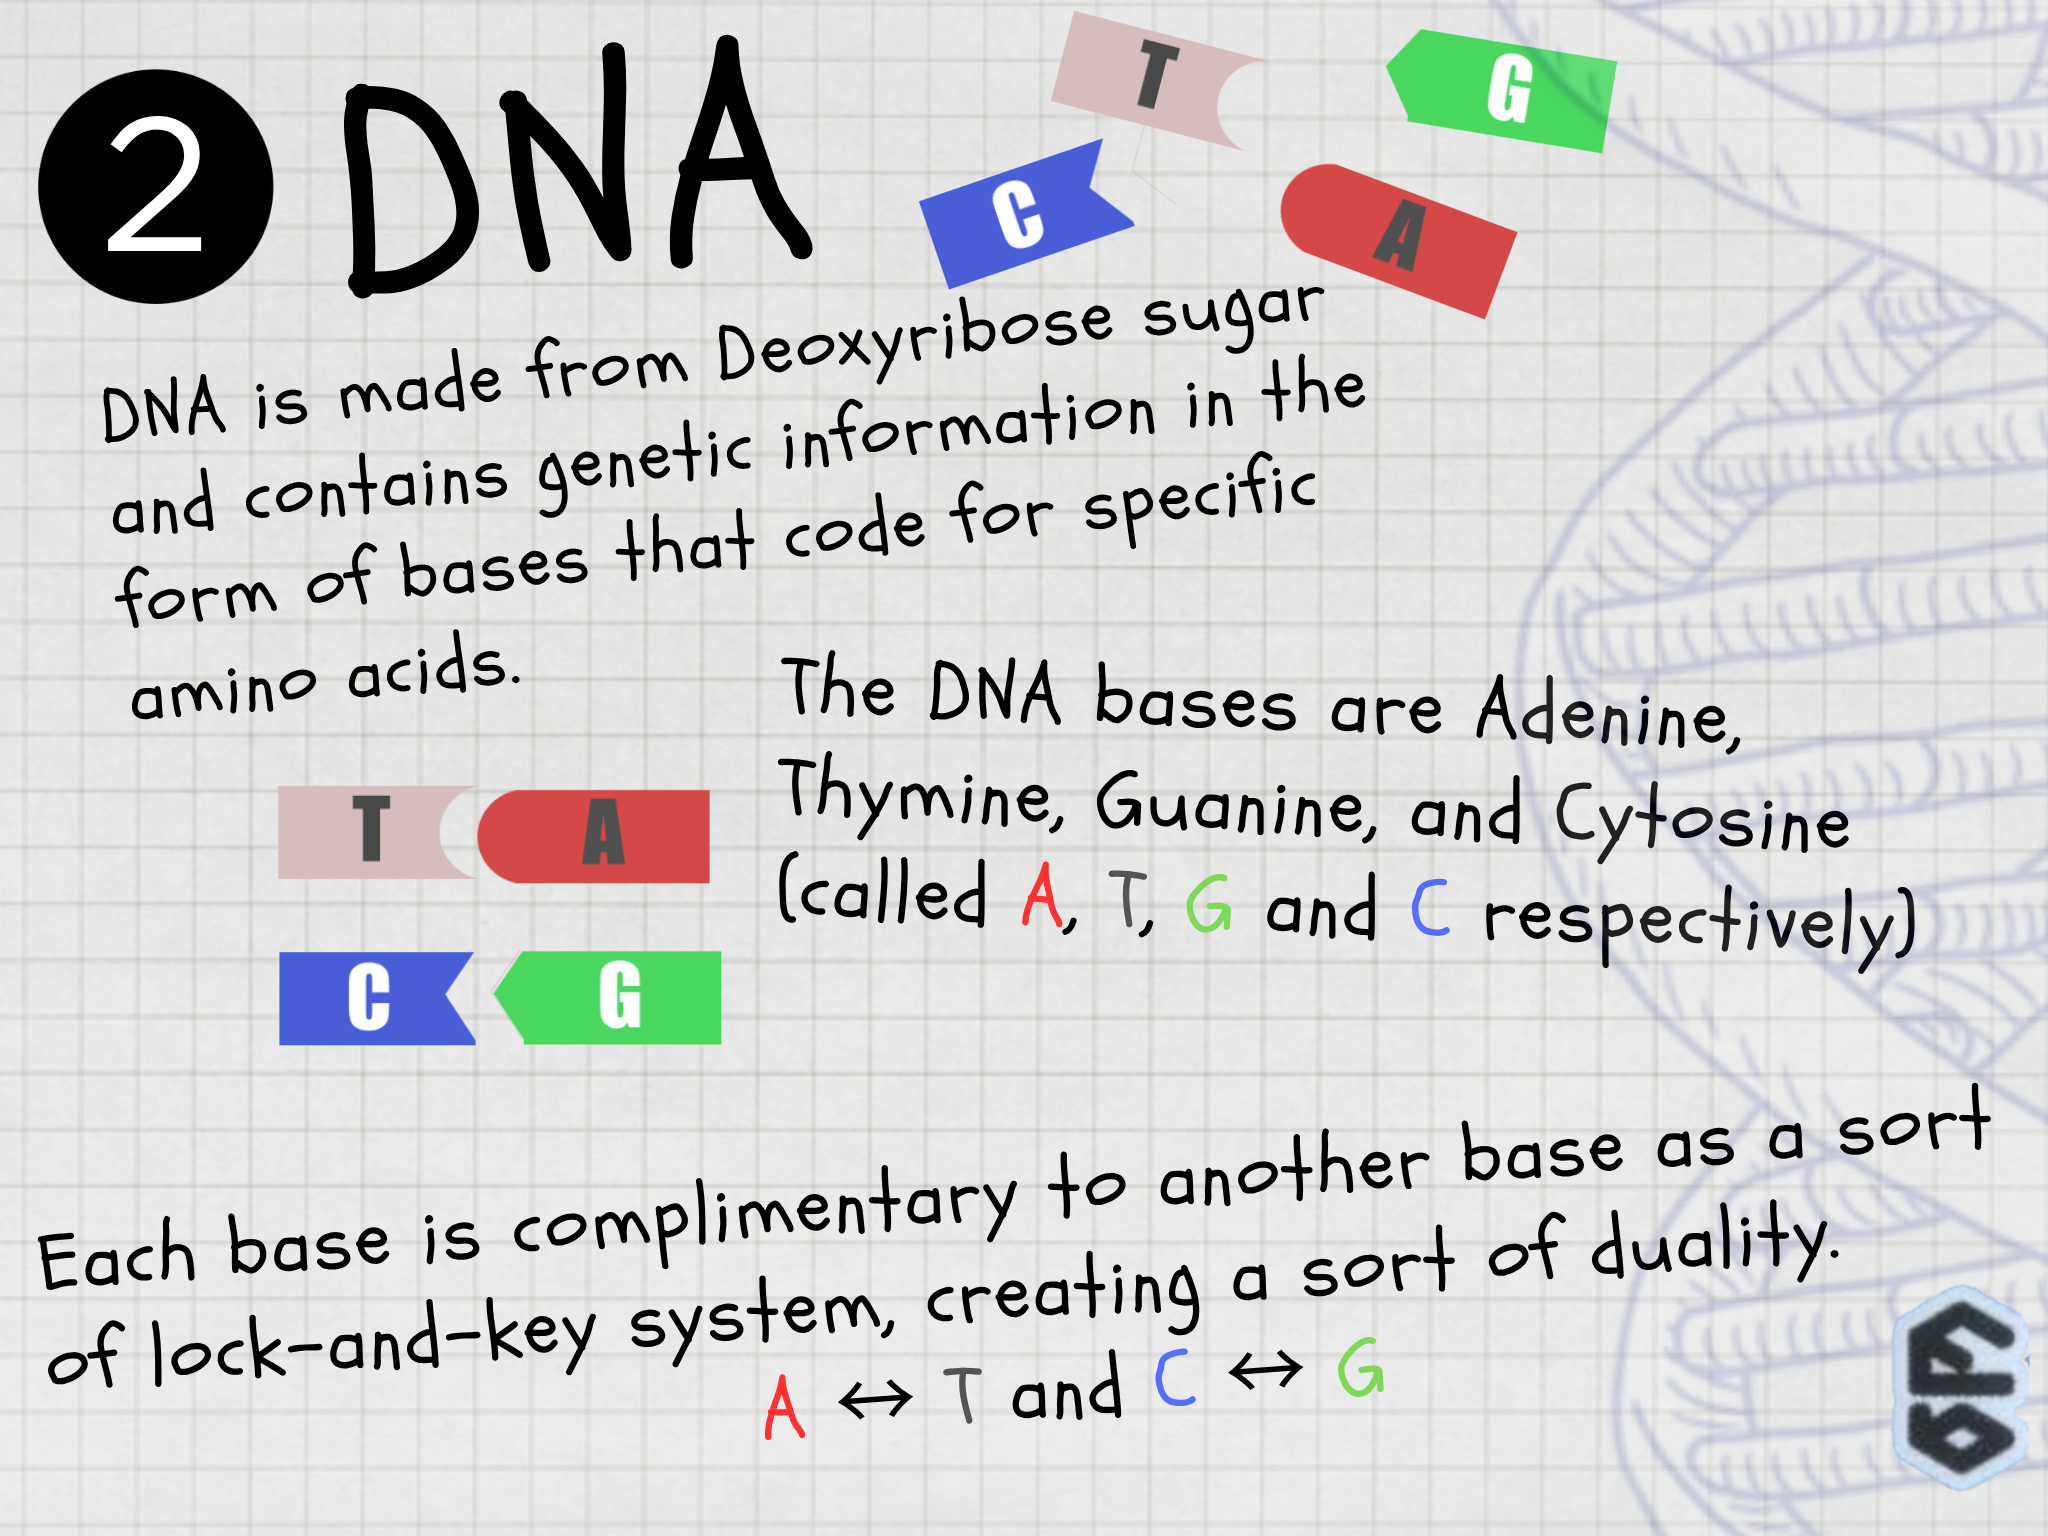 2 DNA
T
G
C
A
DNA is made from Deoxyribose sugar
and contains genetic information in the
form of bases that code for specific
amino acids.
The DNA bases are Adenine,
Thymine, Guanine, and Cytosine
(called A, T, G and C respectively)
T A
C G
Each base is complimentary to another base as a sort
of lock-and-key system, creating a sort of duality.
A ↔ T and C ↔ G